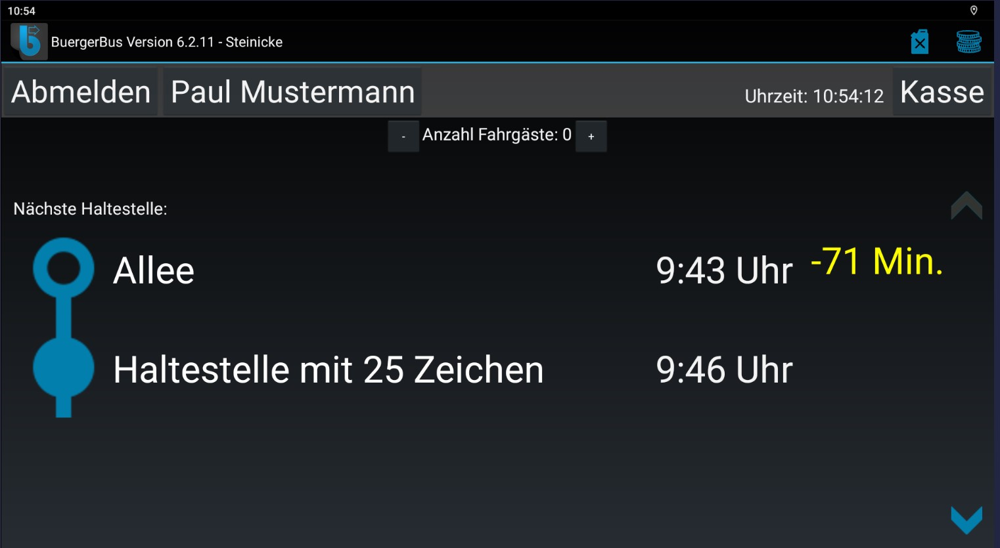 10:54
BuergerBus Version 6.2.11 - Steinicke
Abmelden Paul Mustermann Uhrzeit: 10:54:12 Kasse
- Anzahl Fahrgäste: 0 +
Nächste Haltestelle:
Allee 9:43 Uhr -71 Min.
Haltestelle mit 25 Zeichen 9:46 Uhr